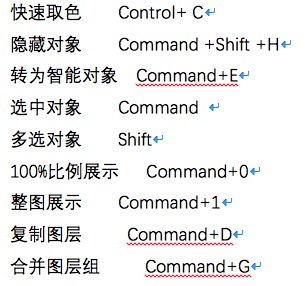 快速取色 Control+ C
隐藏对象 Command +Shift +H
转为智能对象 Command+E
选中对象 Command
多选对象 Shift
100%比例展示 Command+0
整图展示 Command+1
复制图层 Command+D
合并图层组 Command+G